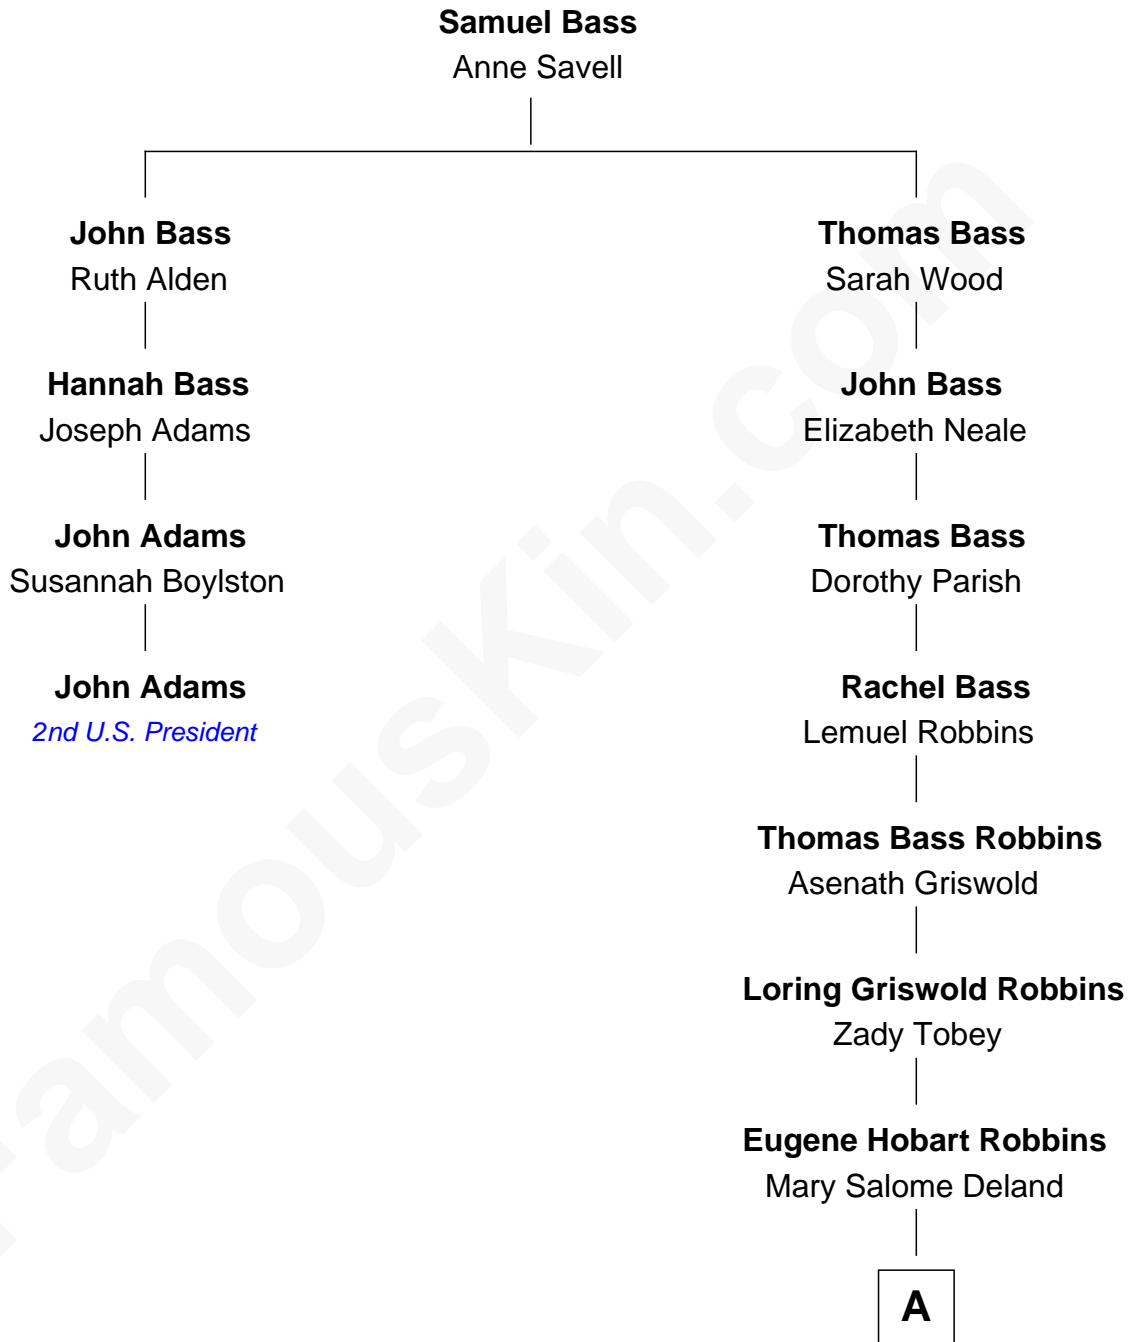 Samuel Bass
Anne Savell
John Bass
Ruth Alden
Hannah Bass
Joseph Adams
John Adams
Susannah Boylston
John Adams
2nd U.S. President
Thomas Bass
Sarah Wood
John Bass
Elizabeth Neale
Thomas Bass
Dorothy Parish
Rachel Bass
Lemuel Robbins
Thomas Bass Robbins
Asenath Griswold
Loring Griswold Robbins
Zady Tobey
Eugene Hobart Robbins
Mary Salome Deland
A
FamousKin.com